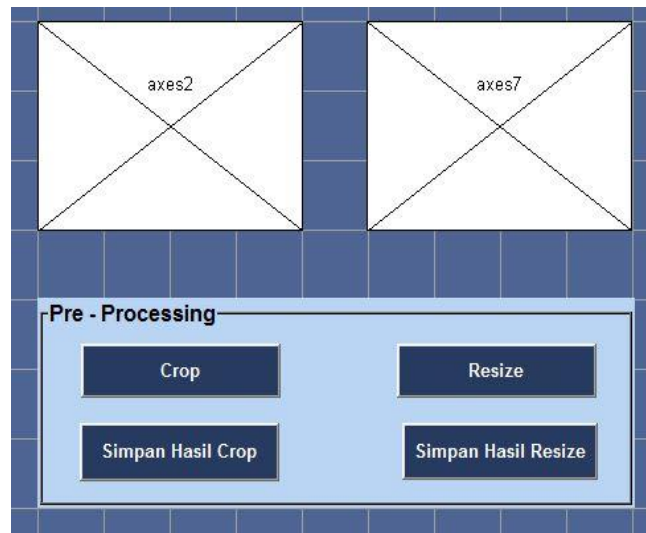 axes2
axes7
Pre - Processing
Crop
Resize
Simpan Hasil Crop
Simpan Hasil Resize